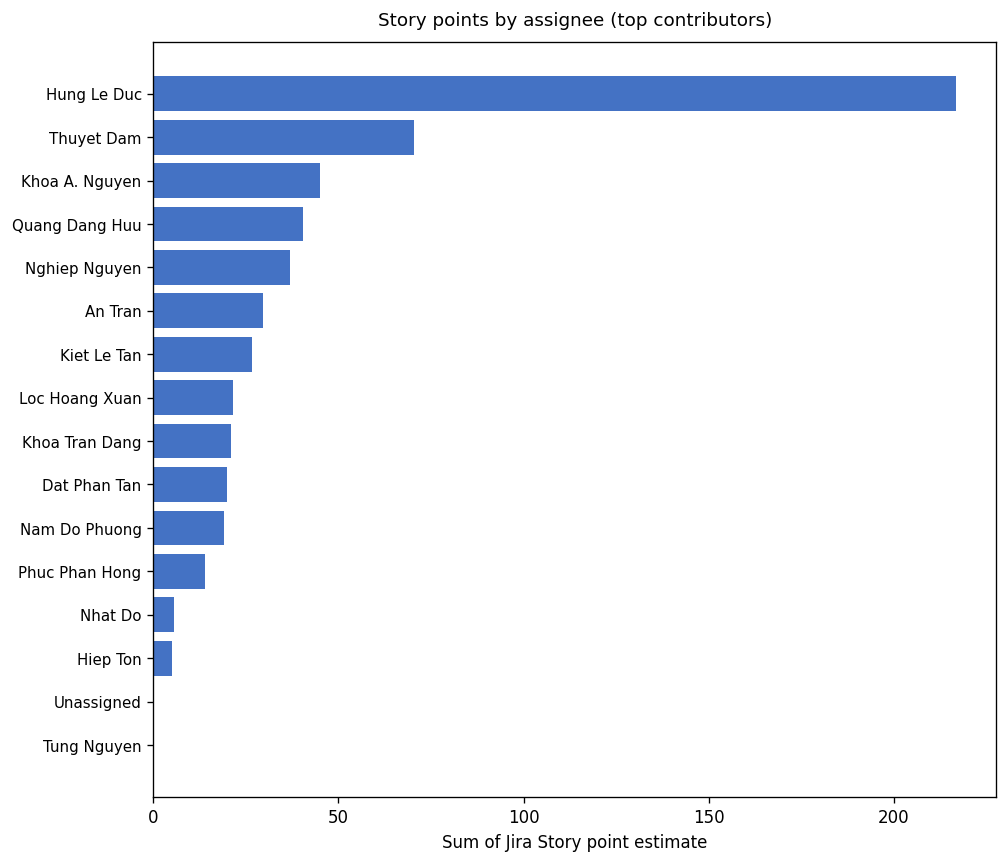 Story points by assignee (top contributors)
Hung Le Duc
Thuyet Dam
Khoa A. Nguyen
Quang Dang Huu
Nghiep Nguyen
An Tran
Kiet Le Tan
Loc Hoang Xuan
Khoa Tran Dang
Dat Phan Tan
Nam Do Phuong
Phuc Phan Hong
Nhat Do
Hiep Ton
Unassigned
Tung Nguyen
0 50 100 150 200
Sum of Jira Story point estimate